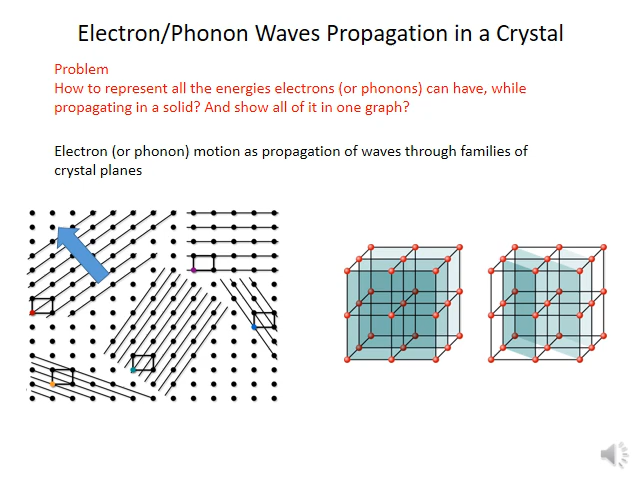 Electron/Phonon Waves Propagation in a Crystal
Problem
How to represent all the energies electrons (or phonons) can have, while
propagating in a solid? And show all of it in one graph?
Electron (or phonon) motion as propagation of waves through families of
crystal planes